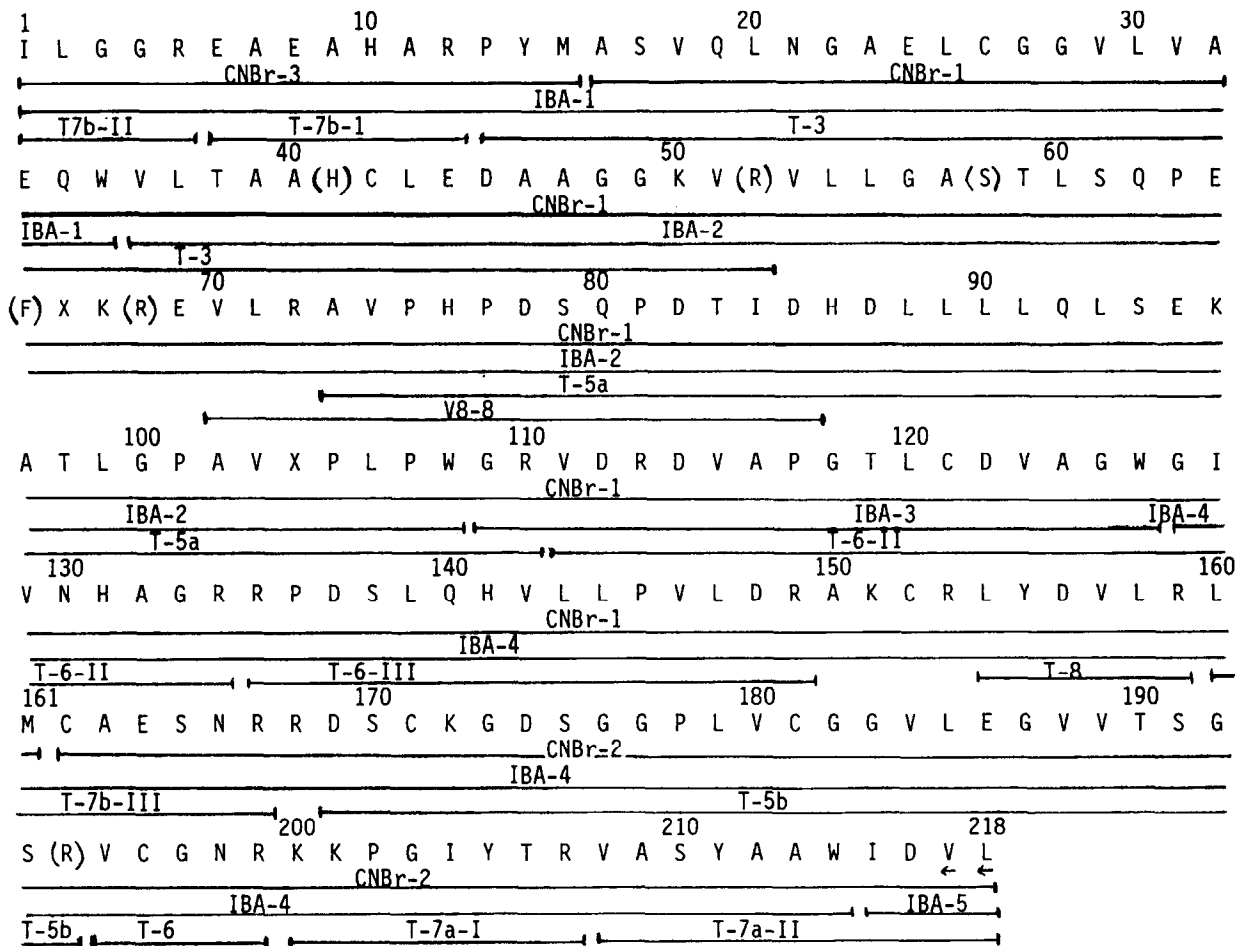 1 10 20 30
I L G G R E A E A H A R P Y M A S V Q L N G A E L C G G V L V A
CNBr-3 CNBr-1
IBA-1
T7b-II T-7b-1 T-3
40 50 60
E Q W V L T A A (H) C L E D A A G G K V (R) V L L G A (S) T L S Q P E
CNBr-1
IBA-1 IBA-2
T-3
70 80 90
(F) X K (R) E V L R A V P H P D S Q P D T I D H D L L L L Q L S E K
CNBr-1
IBA-2
T-5a
V8-8
100 110 120
A T L G P A V X P L P W G R V D R D V A P G T L C D V A G W G I
CNBr-1
IBA-2 IBA-3 IBA-4
T-5a T-6-II
130 140 150 160
V N H A G R R P D S L Q H V L L P V L D R A K C R L Y D V L R L
CNBr-1
IBA-4
T-6-II T-6-III T-8
161 170 180 190
M C A E S N R R D S C K G D S G G P L V C G G V L E G V V T S G
CNBr-2
IBA-4
T-7b-III T-5b
200 210 218
S (R) V C G N R K K P G I Y T R V A S Y A A W I D V L
← ←
CNBr-2
IBA-4 IBA-5
T-5b T-6 T-7a-I T-7a-II